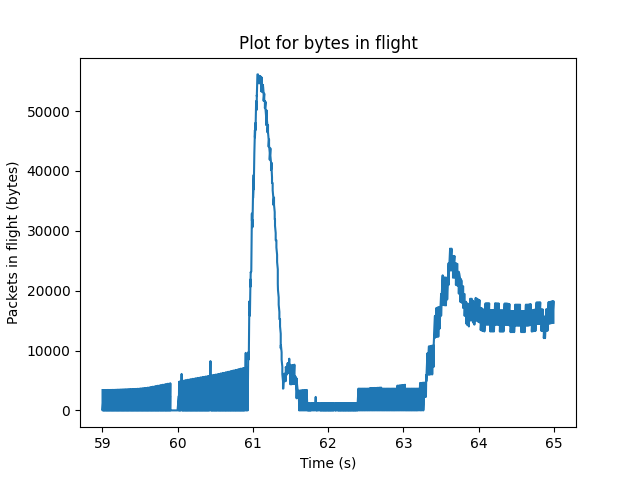 Plot for bytes in flight
50000
40000
30000
20000
10000
0
Packets in flight (bytes)
59 60 61 62 63 64 65
Time (s)